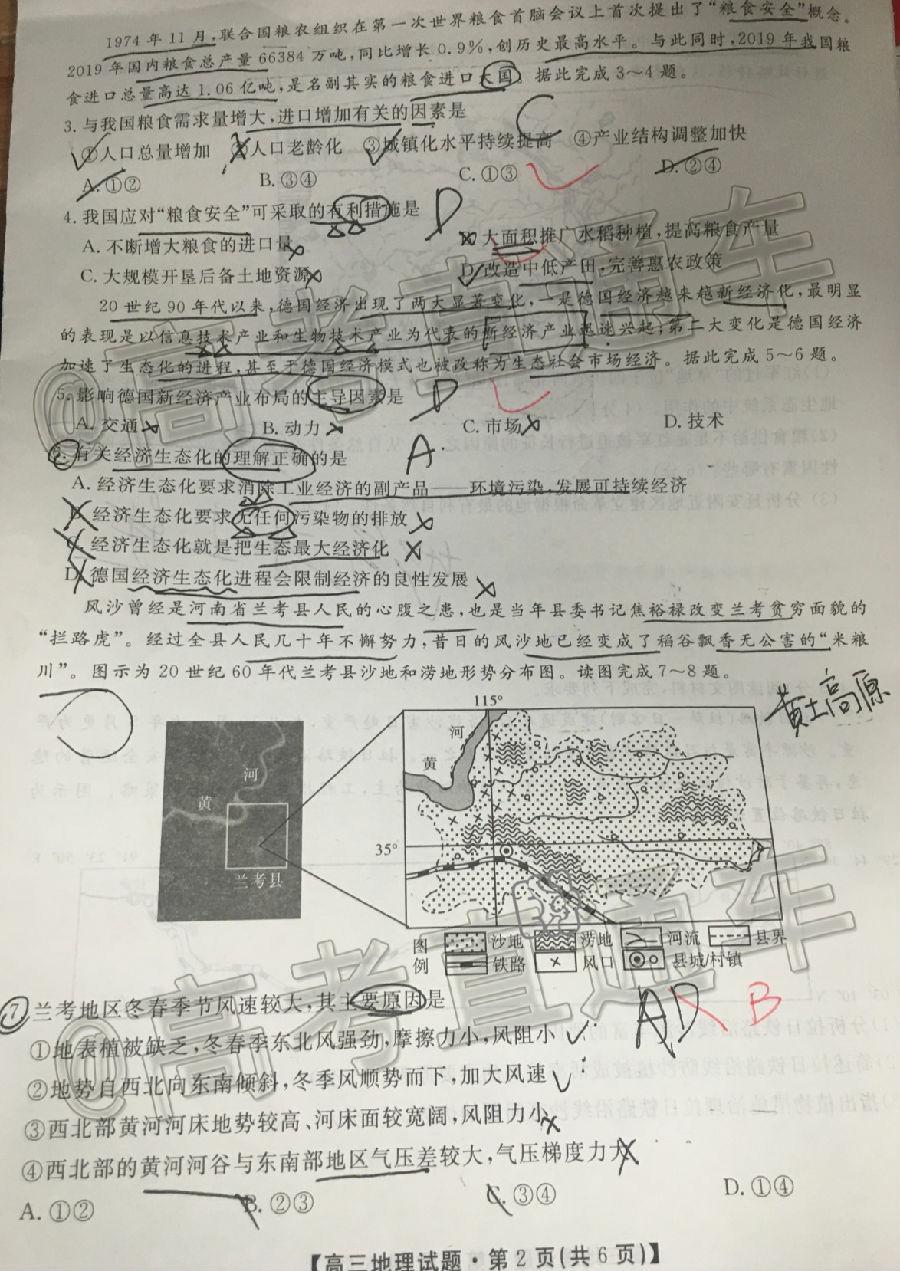 1974年11月,联合国粮农组织在第一次世界粮食首脑会议上首次提出了“粮食安全”概念。
2019年国内粮食总产量66384万吨,同比增长0.9%,创历史最高水平。与此同时,2019年我国粮
食进口总量高达1.06亿吨,是名副其实的粮食进口大国。据此完成3~4题。
3.与我国粮食需求量增大,进口增加有关的因素是
C
①人口总量增加 ②人口老龄化 ③城镇化水平持续提高 ④产业结构调整加快
A.①② B.③④ C.①③ D.②④
4.我国应对“粮食安全”可采取的有利措施是
D
A.不断增大粮食的进口量 B.大面积推广水稻种植,提高粮食产量
C.大规模开垦后备土地资源 D.改造中低产田,完善惠农政策
20世纪90年代以来,德国经济出现了两大显著变化,一是德国经济越来越新经济化,最明显
的表现是以信息技术产业和生物技术产业为代表的新经济产业迅速兴起;第二大变化是德国经济
加速了生态化的进程,甚至于德国经济模式也被改称为生态社会市场经济。据此完成5~6题。
5.影响德国新经济产业布局的主导因素是
D
A.交通 B.动力 C.市场 D.技术
6.有关经济生态化的理解正确的是
A.
A.经济生态化要求消除工业经济的副产品——环境污染,发展可持续经济
B.经济生态化要求无任何污染物的排放
C.经济生态化就是把生态最大经济化
D.德国经济生态化进程会限制经济的良性发展
风沙曾经是河南省兰考县人民的心腹之患,也是当年县委书记焦裕禄改变兰考贫穷面貌的
“拦路虎”。经过全县人民几十年不懈努力,昔日的风沙地已经变成了稻谷飘香无公害的“米粮
川”。图示为20世纪60年代兰考县沙地和涝地形势分布图。读图完成7~8题。
黄土高原
115°
河
黄
35°
河
黄
兰考县
图例 沙地 涝地 河流 县界
铁路 风口 县城/村镇
7.兰考地区冬春季节风速较大,其主要原因是
AD B
①地表植被缺乏,冬春季东北风强劲,摩擦力小,风阻小
②地势自西北向东南倾斜,冬季风顺势而下,加大风速
③西北部黄河河床地势较高、河床面较宽阔,风阻力小
④西北部的黄河河谷与东南部地区气压差较大,气压梯度力大
A.①② B.②③ C.③④ D.①④
【高三地理试题·第2页(共6页)】
@高考直通车
@高考直通车